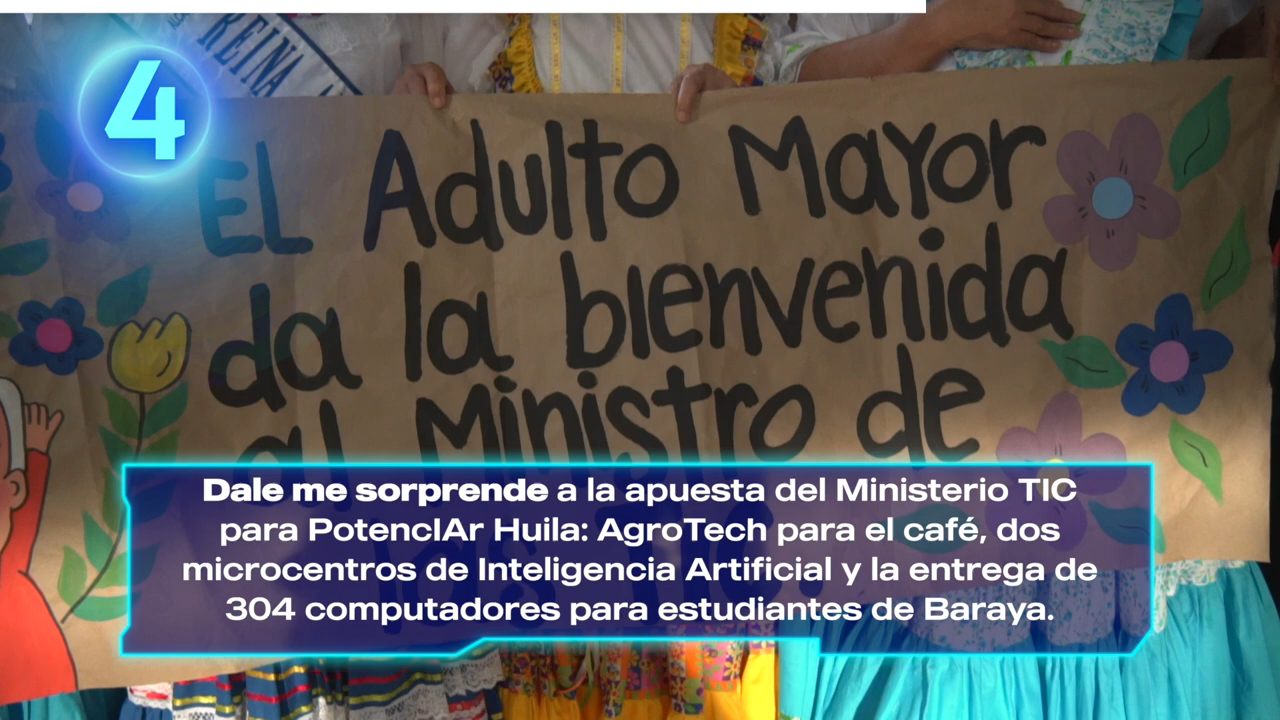 4
REINA
EL Adulto Mayor
da la bienvenida
al Ministro de
las TIC
Dale me sorprende a la apuesta del Ministerio TIC
para PotencIAr Huila: AgroTech para el café, dos
microcentros de Inteligencia Artificial y la entrega de
304 computadores para estudiantes de Baraya.